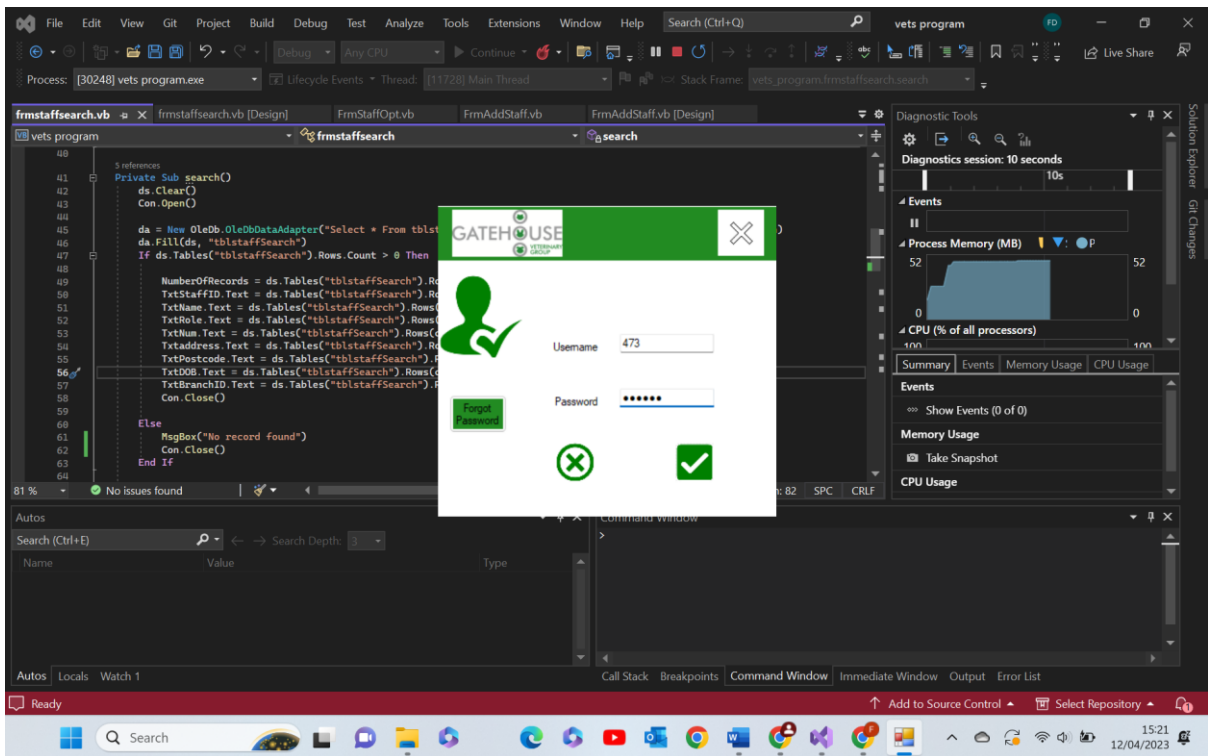 File Edit View Git Project Build Debug Test Analyze Tools Extensions Window Help Search (Ctrl+Q) vets program FD
Debug Any CPU Continue Live Share
Process: [30248] vets program.exe Lifecycle Events Thread: [11728] Main Thread Stack Frame: vets_program.frmstaffsearch.search
frmstaffsearch.vb frmstaffsearch.vb [Design] FrmStaffOpt.vb FrmAddStaff.vb FrmAddStaff.vb [Design]
vets program frmstaffsearch search
40
5 references
41 Private Sub search()
42 ds.Clear()
43 Con.Open()
44
45 da = New OleDb.OleDbDataAdapter("Select * From tblst
46 da.Fill(ds, "tblstaffSearch")
47 If ds.Tables("tblstaffSearch").Rows.Count > 0 Then
48
49 NumberOfRecords = ds.Tables("tblstaffSearch").Ro
50 TxtStaffID.Text = ds.Tables("tblstaffSearch").Ro
51 TxtName.Text = ds.Tables("tblstaffSearch").Rows(
52 TxtRole.Text = ds.Tables("tblstaffSearch").Rows(
53 TxtNum.Text = ds.Tables("tblstaffSearch").Rows(c
54 Txtaddress.Text = ds.Tables("tblstaffSearch").Ro
55 TxtPostcode.Text = ds.Tables("tblstaffSearch").R
56 TxtDOB.Text = ds.Tables("tblstaffSearch").Rows(c
57 TxtBranchID.Text = ds.Tables("tblstaffSearch").R
58 Con.Close()
59
60 Else
61 MsgBox("No record found")
62 Con.Close()
63 End If
64
81 % No issues found : 82 SPC CRLF
GATEHOUSE
VETERINARY
GROUP
Username 473
Password ••••••
Forgot
Password
Diagnostic Tools
Diagnostics session: 10 seconds
10s
Events
Process Memory (MB) P
52 52
0 0
CPU (% of all processors)
100 100
Summary Events Memory Usage CPU Usage
Events
Show Events (0 of 0)
Memory Usage
Take Snapshot
CPU Usage
Solution Explorer
Git Changes
Autos
Search (Ctrl+E) Search Depth: 3
Name Value Type
Command Window
>
Autos Locals Watch 1
Call Stack Breakpoints Command Window Immediate Window Output Error List
Ready Add to Source Control Select Repository
Search
15:21
12/04/2023